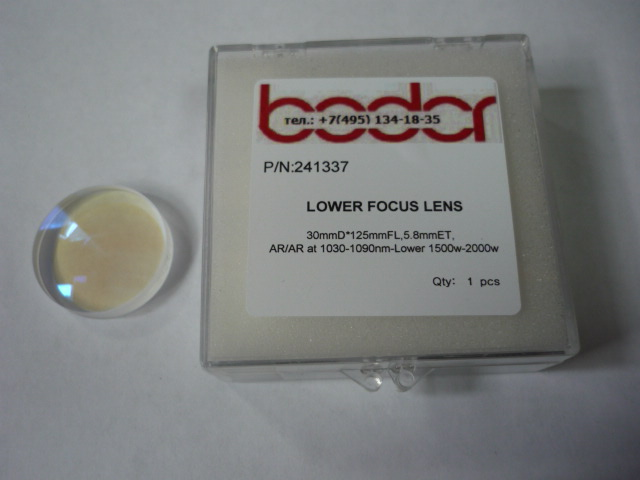 bodor
тел.: +7(495) 134-18-35
P/N:241337
LOWER FOCUS LENS
30mmD*125mmFL,5.8mmET,
AR/AR at 1030-1090nm-Lower 1500w-2000w
Qty: 1 pcs